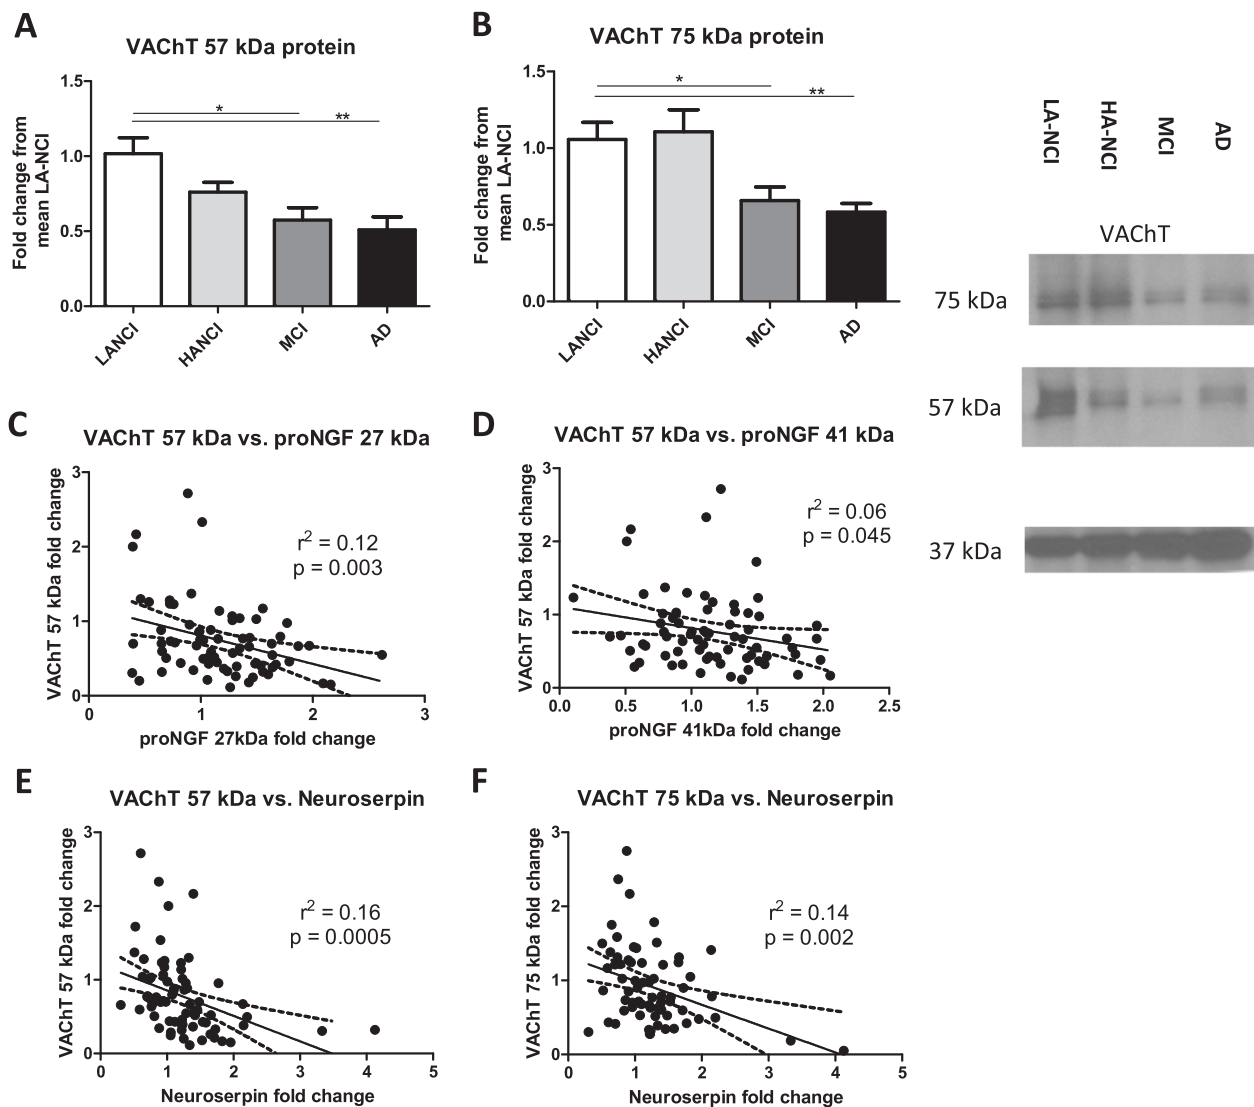 A
VAChT 57 kDa protein
Fold change from
mean LA-NCI
1.5
1.0
0.5
0.0
*
**
LANCI
HANCI
MCI
AD
B
VAChT 75 kDa protein
Fold change from
mean LA-NCI
1.5
1.0
0.5
0.0
*
**
LANCI
HANCI
MCI
AD
LA-NCI
HA-NCI
MCI
AD
VAChT
75 kDa
57 kDa
37 kDa
C
VAChT 57 kDa vs. proNGF 27 kDa
VAChT 57 kDa fold change
3
2
1
0
r² = 0.12
p = 0.003
0 1 2 3
proNGF 27kDa fold change
D
VAChT 57 kDa vs. proNGF 41 kDa
VAChT 57 kDa fold change
3
2
1
0
r² = 0.06
p = 0.045
0.0 0.5 1.0 1.5 2.0 2.5
proNGF 41kDa fold change
E
VAChT 57 kDa vs. Neuroserpin
VAChT 57 kDa fold change
3
2
1
0
r² = 0.16
p = 0.0005
0 1 2 3 4 5
Neuroserpin fold change
F
VAChT 75 kDa vs. Neuroserpin
VAChT 75 kDa fold change
3
2
1
0
r² = 0.14
p = 0.002
0 1 2 3 4 5
Neuroserpin fold change